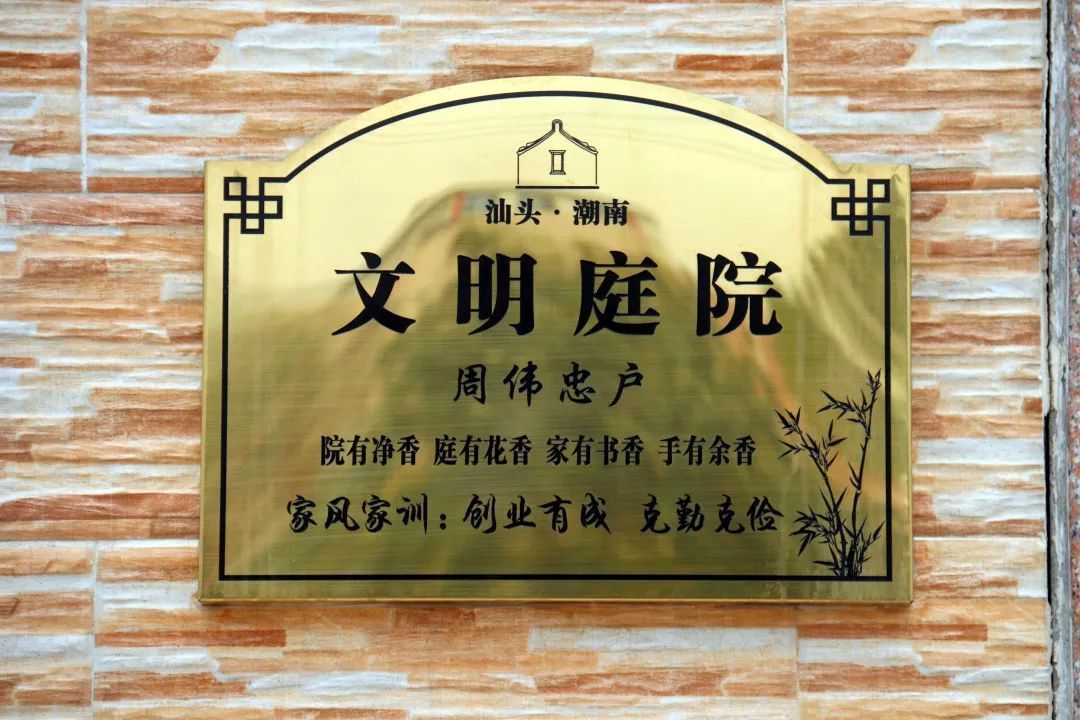 汕头·潮南
文明庭院
周伟忠户
院有净香 庭有花香 家有书香 手有余香
家风家训：创业有成 克勤克俭